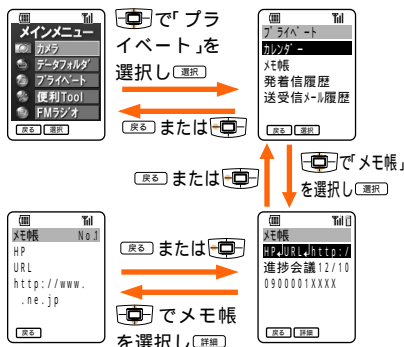 メインメニュー
カメラ
データフォルダ
プライベート
便利Tool
FMラジオ
戻る 選択
で「プラ
イベート」を
選択し 選択
戻る または
プライベート
カレンダー
メモ帳
発着信履歴
送受信メール履歴
戻る 選択
戻る または
で「メモ帳」
を選択し 選択
メモ帳 No.1
HP
URL
http://www.
.ne.jp
戻る
戻る または
でメモ帳
を選択し 詳細
メモ帳
HP↲URL↲http:/
進捗会議12/10
0900001XXXX
戻る 詳細